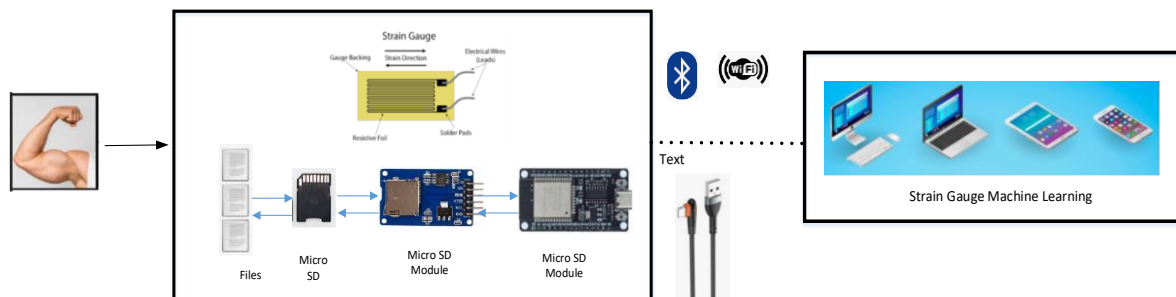 Strain Gauge
Gauge Backing
Strain Direction
Electrical Wires
(Leads)
Resistive Foil
Solder Pads
WiFi
Text
Files
Micro
SD
Micro SD
Module
Micro SD
Module
Strain Gauge Machine Learning